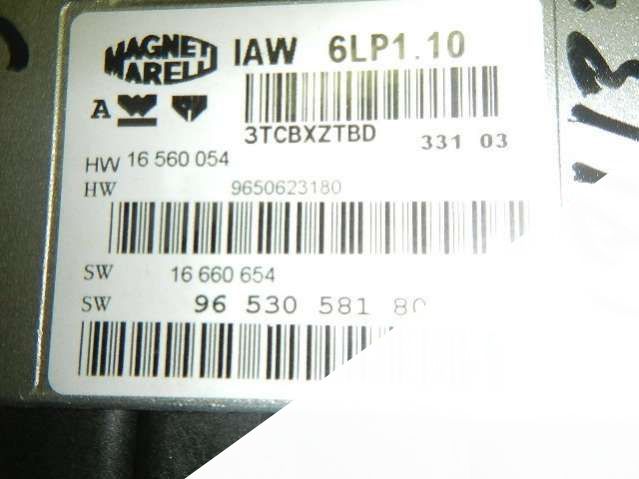 MAGNETI MARELLI IAW 6LP1.10
A
3TCBXZTBD 331 03
HW 16 560 054
HW 9650623180
SW 16 660 654
SW 96 530 581 80